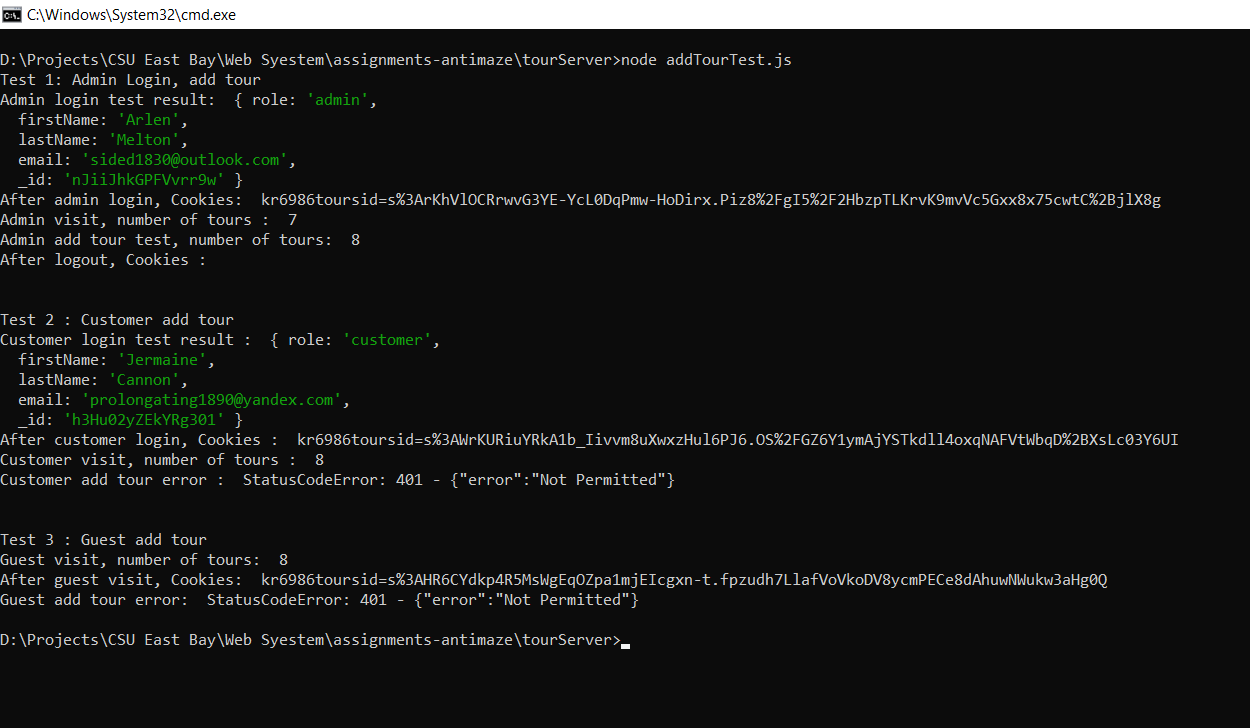 C:\Windows\System32\cmd.exe
D:\Projects\CSU East Bay\Web Syestem\assignments-antimaze\tourServer>node addTourTest.js
Test 1: Admin Login, add tour
Admin login test result:  { role: 'admin',
  firstName: 'Arlen',
  lastName: 'Melton',
  email: 'sided1830@outlook.com',
  _id: 'nJiiJhkGPFVvrr9w' }
After admin login, Cookies:  kr6986toursid=s%3ArKhVlOCRrwvG3YE-YcL0DqPmw-HoDirx.Piz8%2FgI5%2F2HbzpTLKrvK9mvVc5Gxx8x75cwtC%2BjlX8g
Admin visit, number of tours :  7
Admin add tour test, number of tours:  8
After logout, Cookies :
Test 2 : Customer add tour
Customer login test result :  { role: 'customer',
  firstName: 'Jermaine',
  lastName: 'Cannon',
  email: 'prolongating1890@yandex.com',
  _id: 'h3Hu02yZEkYRg301' }
After customer login, Cookies :  kr6986toursid=s%3AWrKURiuYRkA1b_Iivvm8uXwxzHul6PJ6.OS%2FGZ6Y1ymAjYSTkdll4oxqNAFVtWbqD%2BXsLc03Y6UI
Customer visit, number of tours :  8
Customer add tour error :  StatusCodeError: 401 - {"error":"Not Permitted"}
Test 3 : Guest add tour
Guest visit, number of tours:  8
After guest visit, Cookies:  kr6986toursid=s%3AHR6CYdkp4R5MsWgEqOZpa1mjEIcgxn-t.fpzudh7LlafVoVkoDV8ycmPECe8dAhuwNWukw3aHg0Q
Guest add tour error:  StatusCodeError: 401 - {"error":"Not Permitted"}
D:\Projects\CSU East Bay\Web Syestem\assignments-antimaze\tourServer>